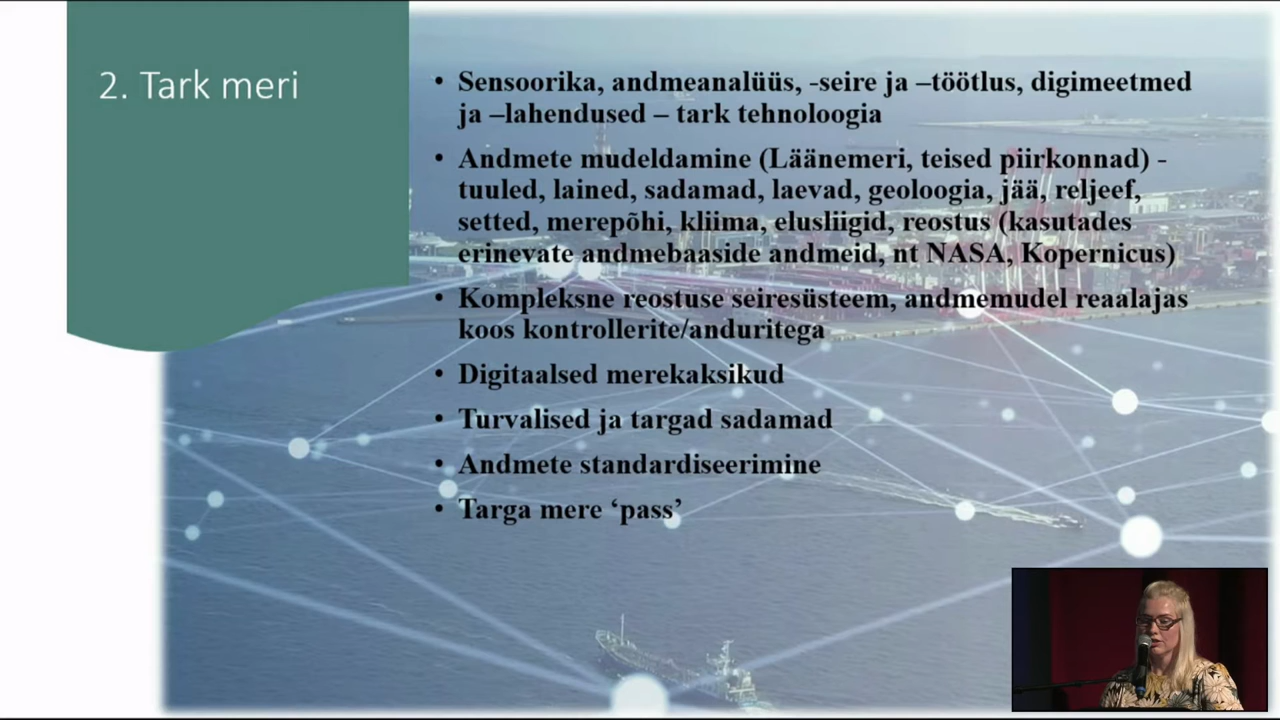 2. Tark meri
• Sensoorika, andmeanalüüs, -seire ja –töötlus, digimeetmed
ja –lahendused – tark tehnoloogia
• Andmete mudeldamine (Läänemeri, teised piirkonnad) -
tuuled, lained, sadamad, laevad, geoloogia, jää, reljeef,
setted, merepõhi, kliima, elusliigid, reostus (kasutades
erinevate andmebaaside andmeid, nt NASA, Kopernicus)
• Kompleksne reostuse seiresüsteem, andmemudel reaalajas
koos kontrollerite/anduritega
• Digitaalsed merekaksikud
• Turvalised ja targad sadamad
• Andmete standardiseerimine
• Targa mere ‘pass’